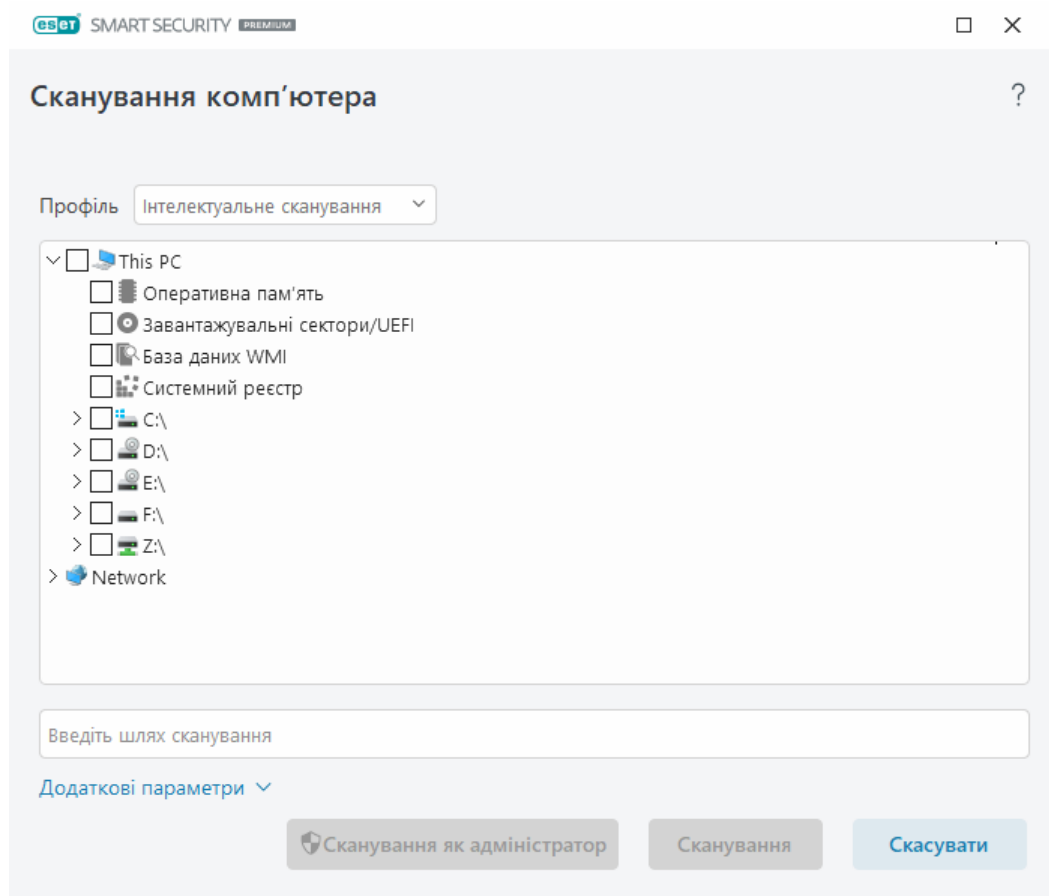 eseT SMART SECURITY PREMIUM
Сканування комп'ютера
?
Профіль Інтелектуальне сканування
This PC
Оперативна пам'ять
Завантажувальні сектори/UEFI
База даних WMI
Системний реєстр
C:\
D:\
E:\
F:\
Z:\
Network
Введіть шлях сканування
Додаткові параметри
Сканування як адміністратор Сканування Скасувати